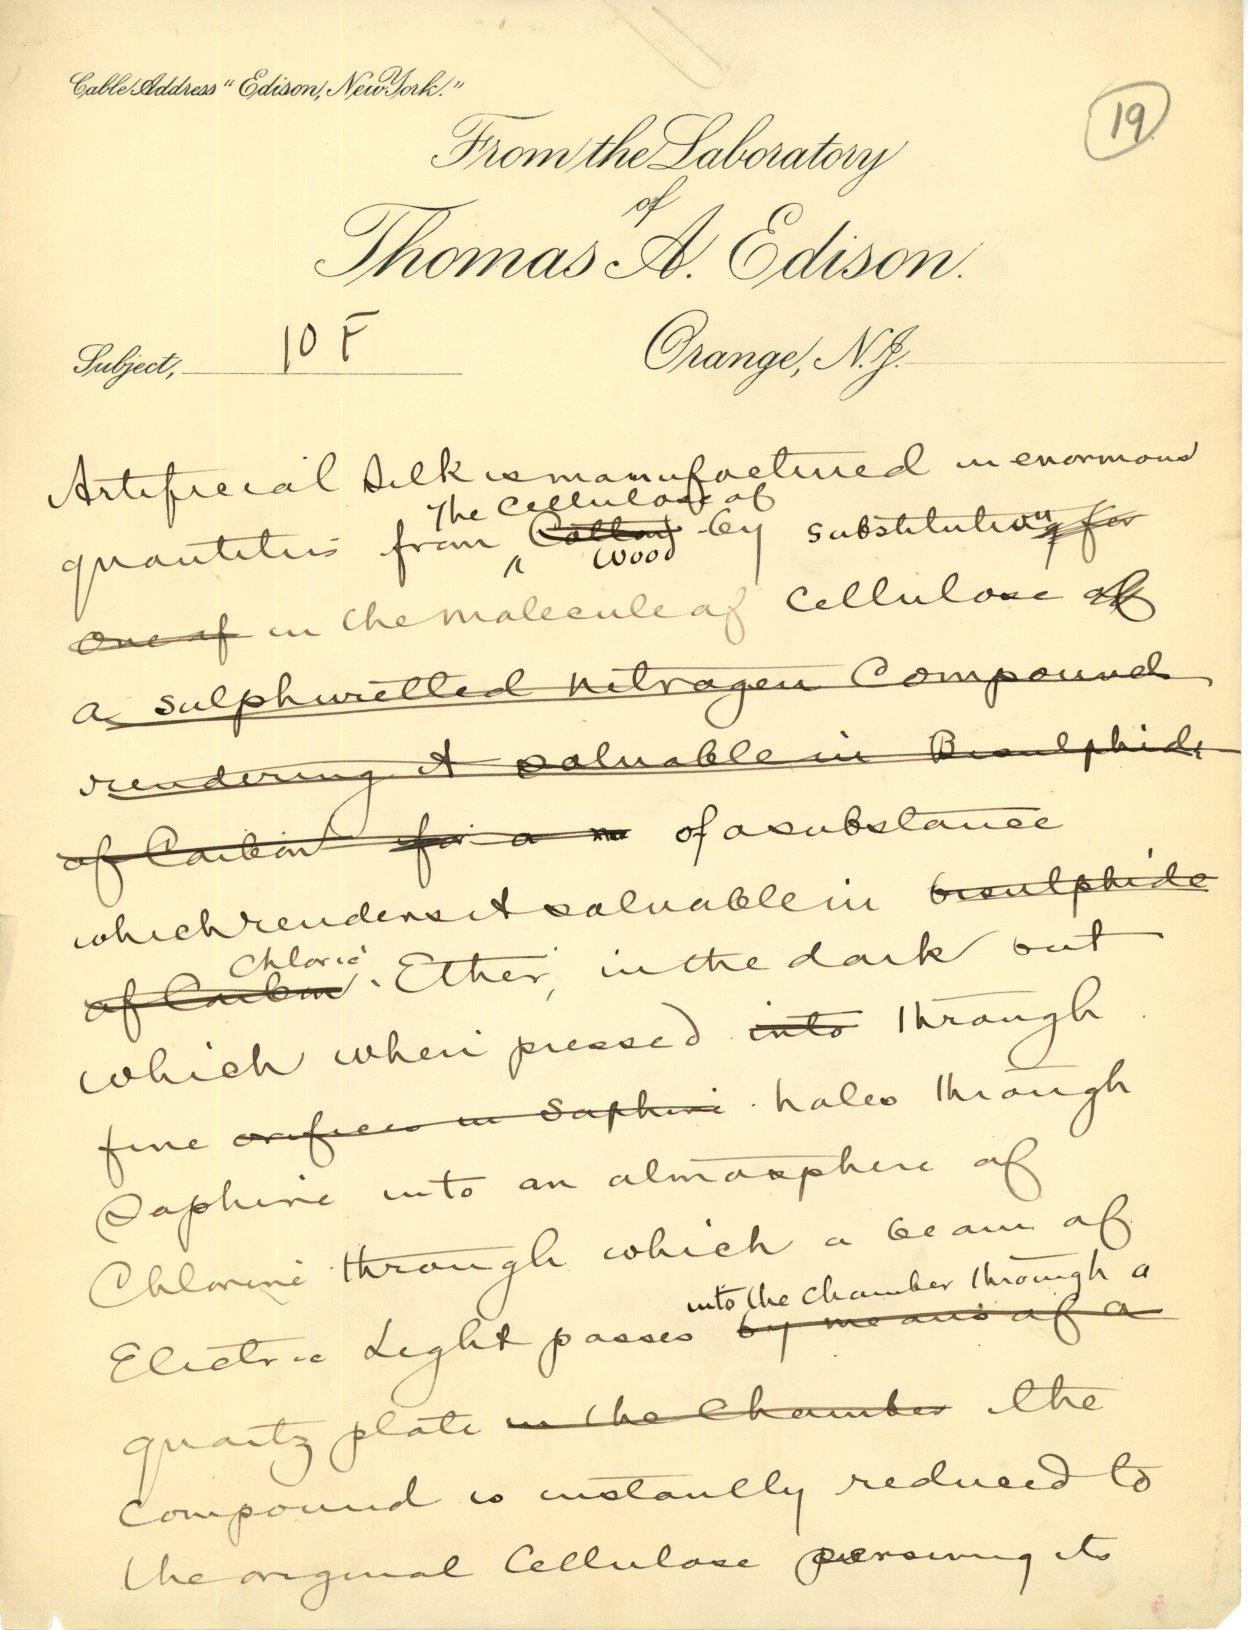 Cable Address "Edison, New York."
19
From the Laboratory
of
Thomas A. Edison.
Subject, 10 F Orange, N.J.
Artificial Silk is manufactured in enormous
The Cellulose of
quantities from Cotton by substituting for
wood
one of in the molecule of Cellulose of
a sulphuretted nitrogen Compound
rendering it soluable in Bisulphide
of Carbon for a of a substance
which renders it soluable in bisulphide
Chloric
of Carbon Ether, in the dark but
which when pressed into through
fine orifices in Saphire holes through
Saphire into an atmosphere of
Chlorine through which a beam of
into the chamber through a
Electric Light passes by means of a
quartz plate in the Chamber the
compound is instantly reduced to
the original Cellulose its